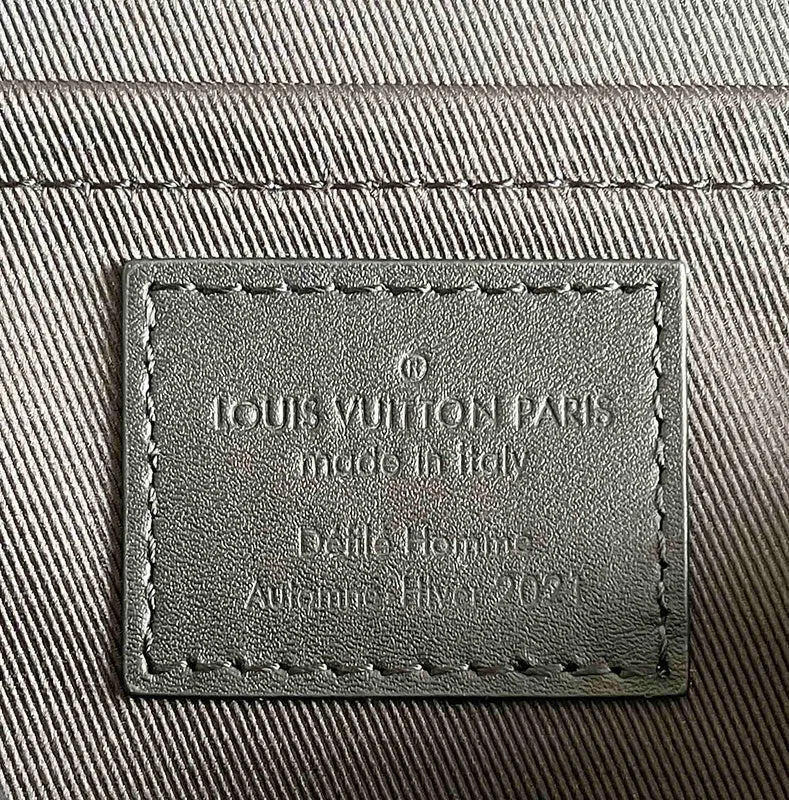 ®
LOUIS VUITTON PARIS
made in Italy
Défilé Homme
Automne-Hiver 2021